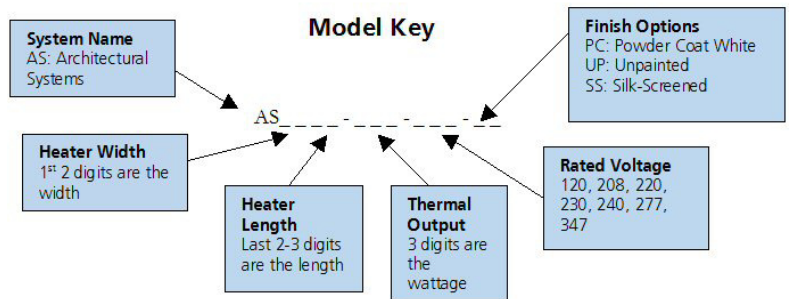 Model Key
System Name
AS: Architectural
Systems
Finish Options
PC: Powder Coat White
UP: Unpainted
SS: Silk-Screened
AS_ _ _ _ - _ _ _ - _ _ _ - _ _
Heater Width
1st 2 digits are the
width
Heater
Length
Last 2-3 digits
are the length
Thermal
Output
3 digits are
the
wattage
Rated Voltage
120, 208, 220,
230, 240, 277,
347